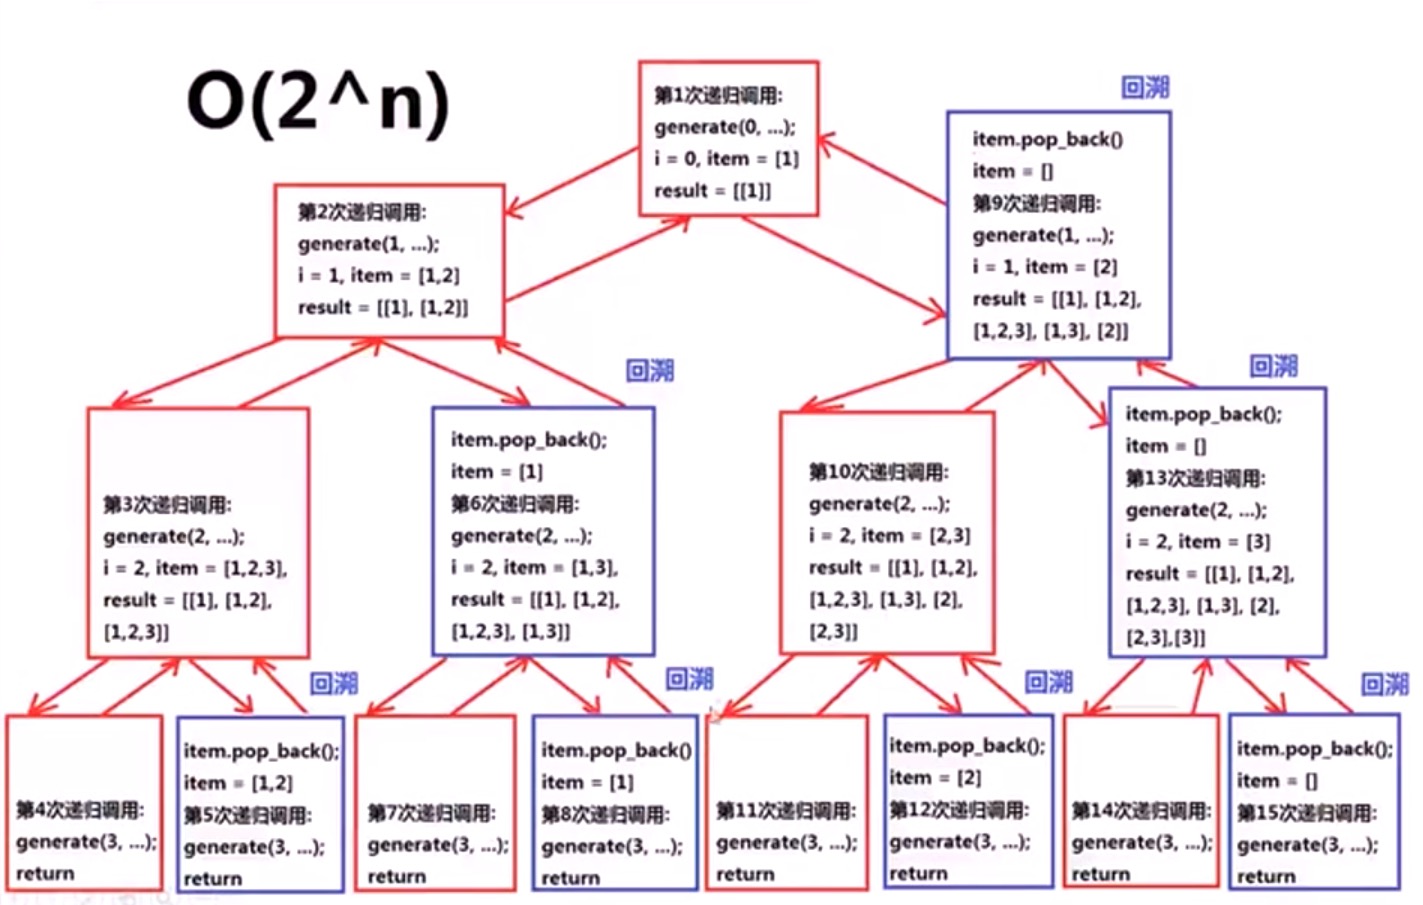 O(2^n)
第1次递归调用:
generate(0, ...);
i = 0, item = [1]
result = [[1]]
回溯
item.pop_back()
item = []
第9次递归调用:
generate(1, ...);
i = 1, item = [2]
result = [[1], [1,2],
[1,2,3], [1,3], [2]]
第2次递归调用:
generate(1, ...);
i = 1, item = [1,2]
result = [[1], [1,2]]
第3次递归调用:
generate(2, ...);
i = 2, item = [1,2,3],
result = [[1], [1,2],
[1,2,3]]
回溯
item.pop_back();
item = [1]
第6次递归调用:
generate(2, ...);
i = 2, item = [1,3],
result = [[1], [1,2],
[1,2,3], [1,3]]
第10次递归调用:
generate(2, ...);
i = 2, item = [2,3]
result = [[1], [1,2],
[1,2,3], [1,3], [2],
[2,3]]
回溯
item.pop_back();
item = []
第13次递归调用:
generate(2, ...);
i = 2, item = [3]
result = [[1], [1,2],
[1,2,3], [1,3], [2],
[2,3],[3]]
第4次递归调用:
generate(3, ...);
return
回溯
item.pop_back();
item = [1,2]
第5次递归调用:
generate(3, ...);
return
第7次递归调用:
generate(3, ...);
return
回溯
item.pop_back()
item = [1]
第8次递归调用:
generate(3, ...);
return
第11次递归调用:
generate(3, ...);
return
回溯
item.pop_back();
item = [2]
第12次递归调用:
generate(3, ...);
return
第14次递归调用:
generate(3, ...);
return
回溯
item.pop_back();
item = []
第15次递归调用:
generate(3, ...);
return